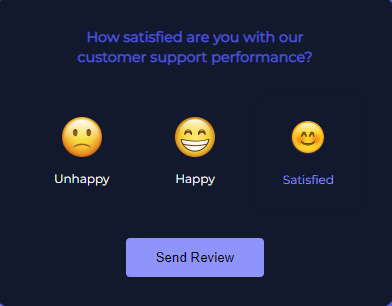 How satisfied are you with our
customer support performance?
Unhappy
Happy
Satisfied
Send Review